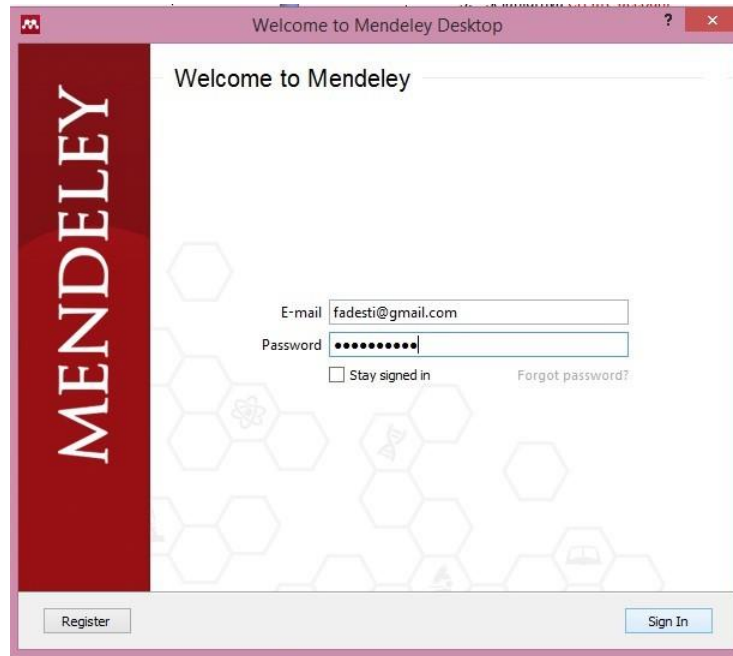 Welcome to Mendeley Desktop
?
×
MENDELEY
Welcome to Mendeley
E-mail fadesti@gmail.com
Password ●●●●●●●●●●
Stay signed in Forgot password?
Register Sign In